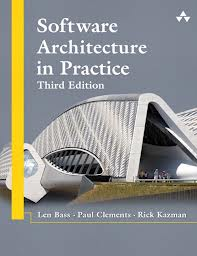 Software
Architecture
in Practice
Third Edition
Len Bass • Paul Clements • Rick Kazman